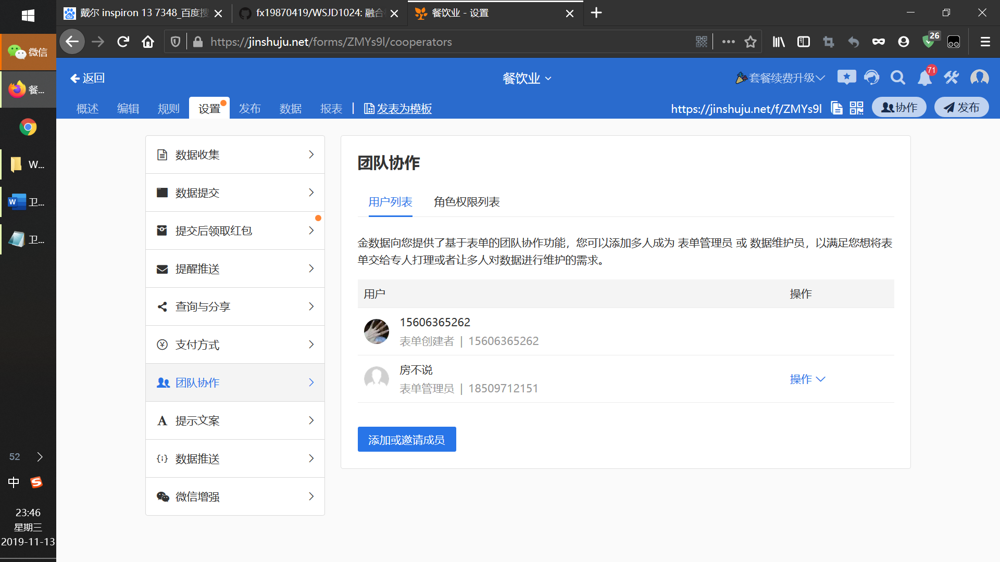 戴尔 inspiron 13 7348_百度搜
fx19870419/WSJD1024: 融合
餐饮业 - 设置
微信
https://jinshuju.net/forms/ZMYs9l/cooperators
26
餐...
返回
餐饮业
套餐续费升级
71
概述
编辑
规则
设置
发布
数据
报表
发表为模板
https://jinshuju.net/f/ZMYs9l
协作
发布
W...
卫...
卫...
数据收集
数据提交
提交后领取红包
提醒推送
查询与分享
支付方式
团队协作
提示文案
数据推送
微信增强
团队协作
用户列表
角色权限列表
金数据向您提供了基于表单的团队协作功能，您可以添加多人成为 表单管理员 或 数据维护员，以满足您想将表
单交给专人打理或者让多人对数据进行维护的需求。
用户
操作
15606365262
表单创建者 | 15606365262
房不说
表单管理员 | 18509712151
操作
添加或邀请成员
52
中
23:46
星期三
2019-11-13